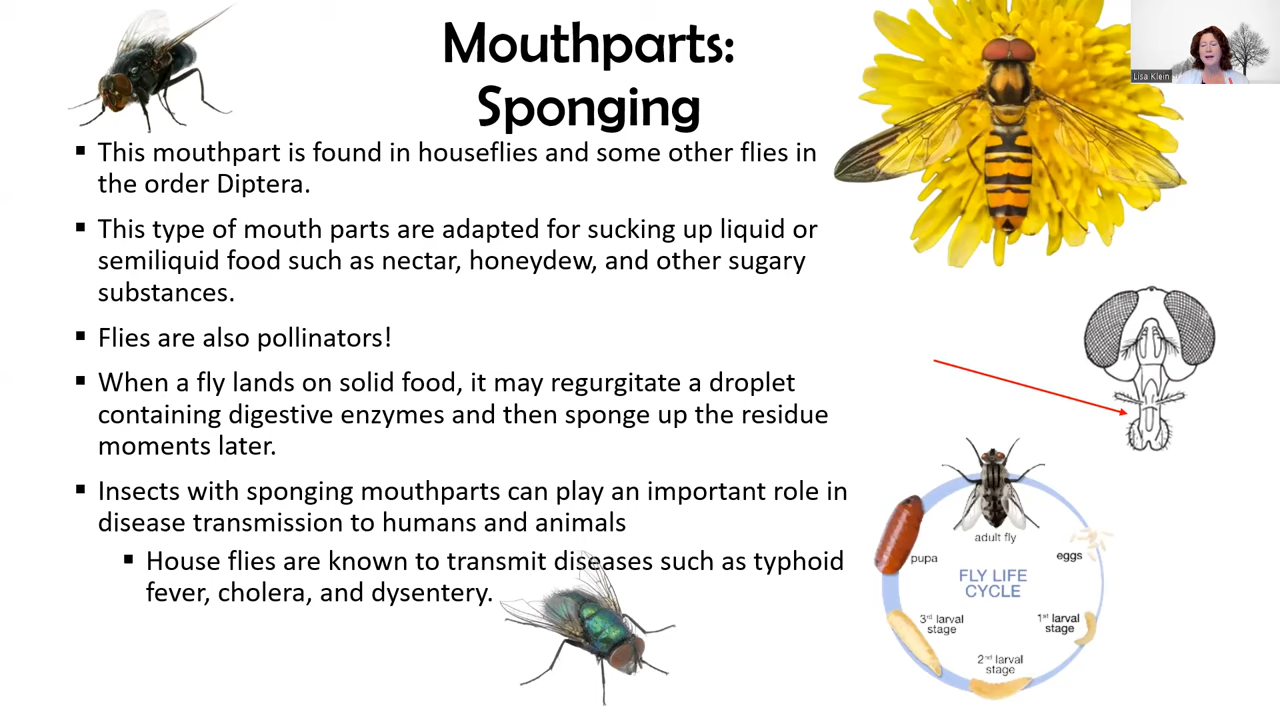 Mouthparts:
Sponging
Lisa Klein
▪ This mouthpart is found in houseflies and some other flies in
the order Diptera.
▪ This type of mouth parts are adapted for sucking up liquid or
semiliquid food such as nectar, honeydew, and other sugary
substances.
▪ Flies are also pollinators!
▪ When a fly lands on solid food, it may regurgitate a droplet
containing digestive enzymes and then sponge up the residue
moments later.
▪ Insects with sponging mouthparts can play an important role in
disease transmission to humans and animals
▪ House flies are known to transmit diseases such as typhoid
fever, cholera, and dysentery.
adult fly
eggs
pupa
FLY LIFE
CYCLE
1st larval
stage
3rd larval
stage
2nd larval
stage